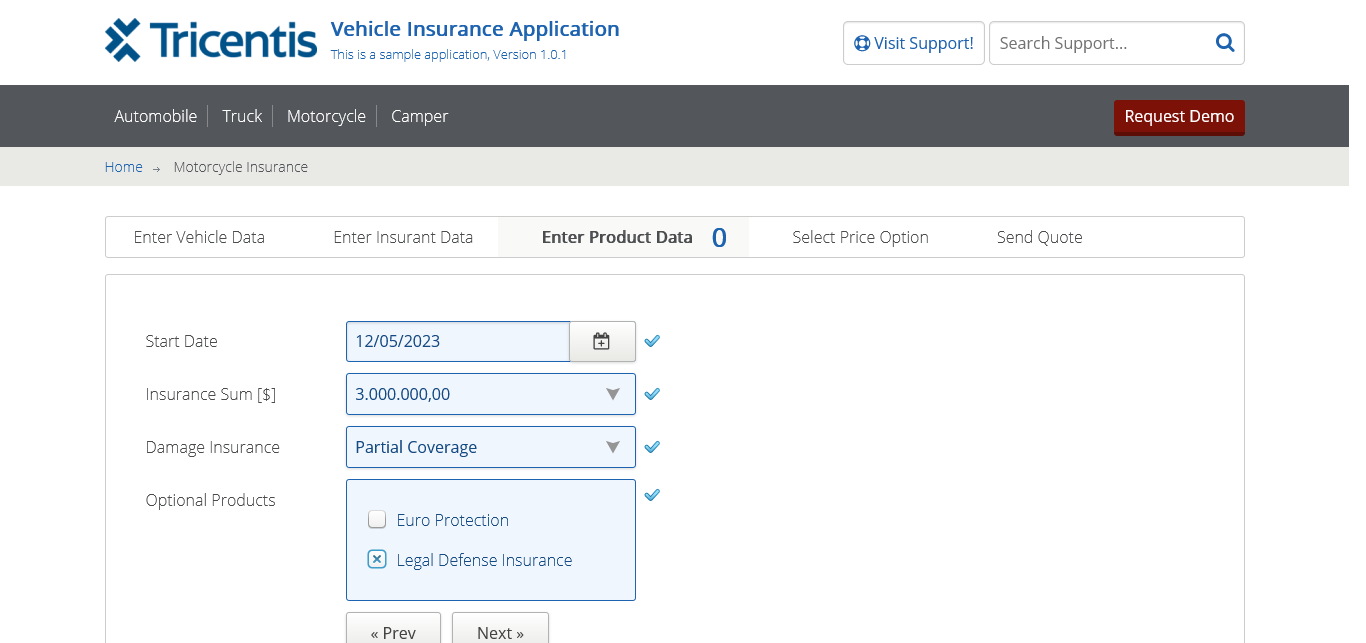 Tricentis
Vehicle Insurance Application
This is a sample application, Version 1.0.1
Visit Support!
Search Support...
Automobile Truck Motorcycle Camper Request Demo
Home → Motorcycle Insurance
Enter Vehicle Data Enter Insurant Data Enter Product Data 0 Select Price Option Send Quote
Start Date 12/05/2023
Insurance Sum [$] 3.000.000,00
Damage Insurance Partial Coverage
Optional Products
Euro Protection
Legal Defense Insurance
« Prev Next »